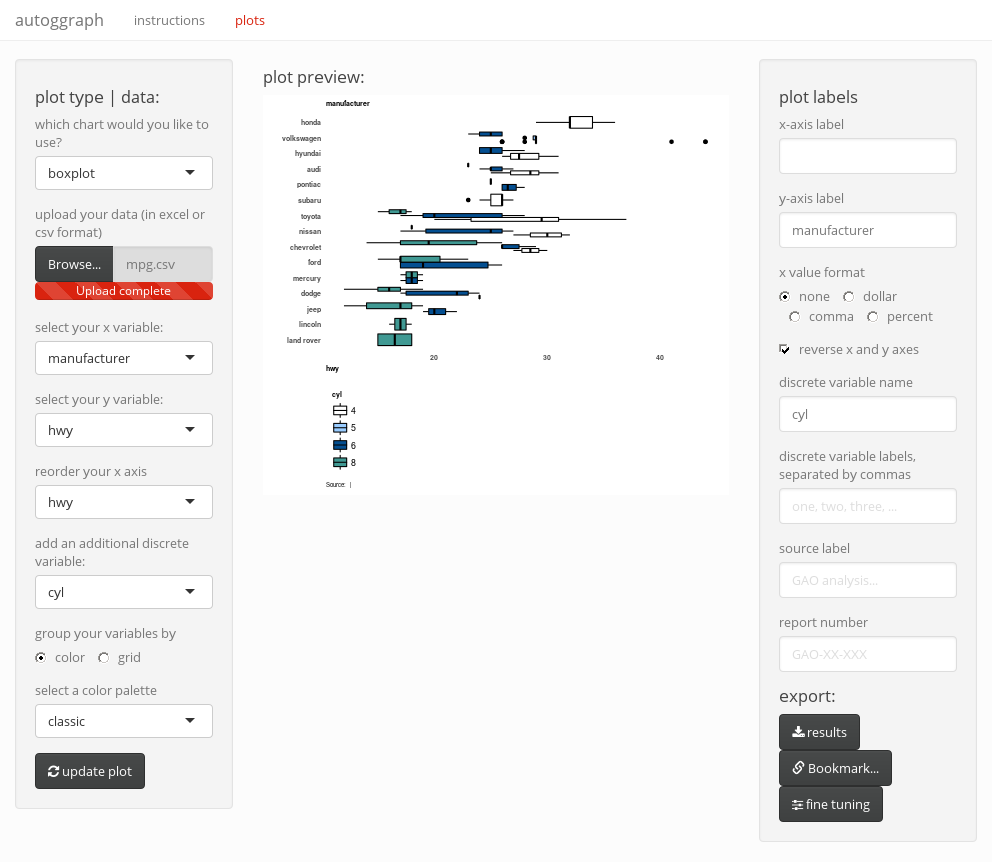 autoggraph instructions plots
plot type | data:
which chart would you like to
use?
boxplot
upload your data (in excel or
csv format)
Browse... mpg.csv
Upload complete
select your x variable:
manufacturer
select your y variable:
hwy
reorder your x axis
hwy
add an additional discrete
variable:
cyl
group your variables by
color grid
select a color palette
classic
update plot
plot preview:
manufacturer
honda
volkswagen
hyundai
audi
pontiac
subaru
toyota
nissan
chevrolet
ford
mercury
dodge
jeep
lincoln
land rover
20 30 40
hwy
cyl
4
5
6
8
Source: |
plot labels
x-axis label
y-axis label
manufacturer
x value format
none dollar
comma percent
reverse x and y axes
discrete variable name
cyl
discrete variable labels,
separated by commas
one, two, three, ...
source label
GAO analysis...
report number
GAO-XX-XXX
export:
results
Bookmark...
fine tuning